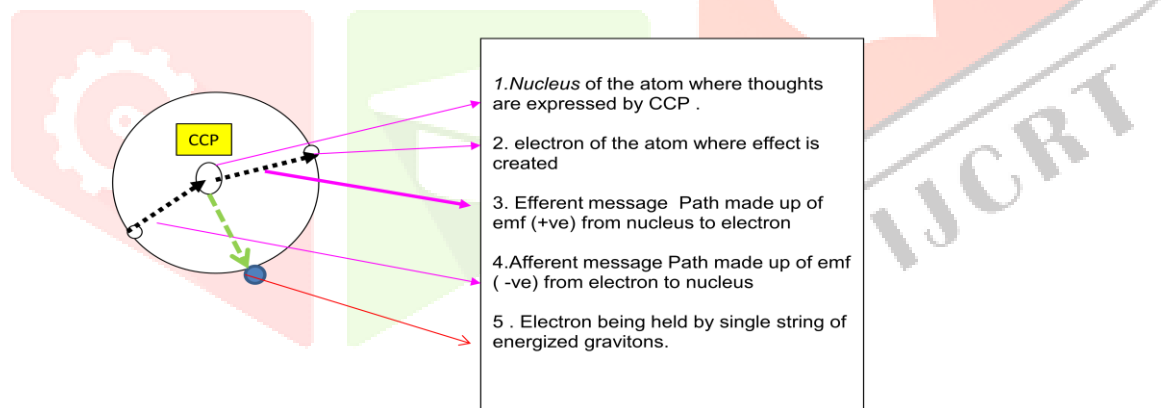 CCP
1.Nucleus of the atom where thoughts
are expressed by CCP .
2. electron of the atom where effect is
created
3. Efferent message Path made up of
emf (+ve) from nucleus to electron
4.Afferent message Path made up of emf
( -ve) from electron to nucleus
5 . Electron being held by single string of
energized gravitons.
IJCRT